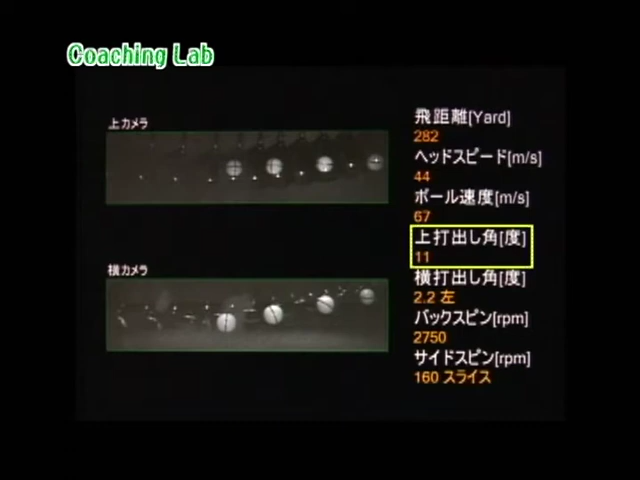 Coaching Lab
上カメラ
横カメラ
飛距離[Yard]
282
ヘッドスピード[m/s]
44
ボール速度[m/s]
67
上打出し角[度]
11
横打出し角[度]
2.2 左
バックスピン[rpm]
2750
サイドスピン[rpm]
160 スライス